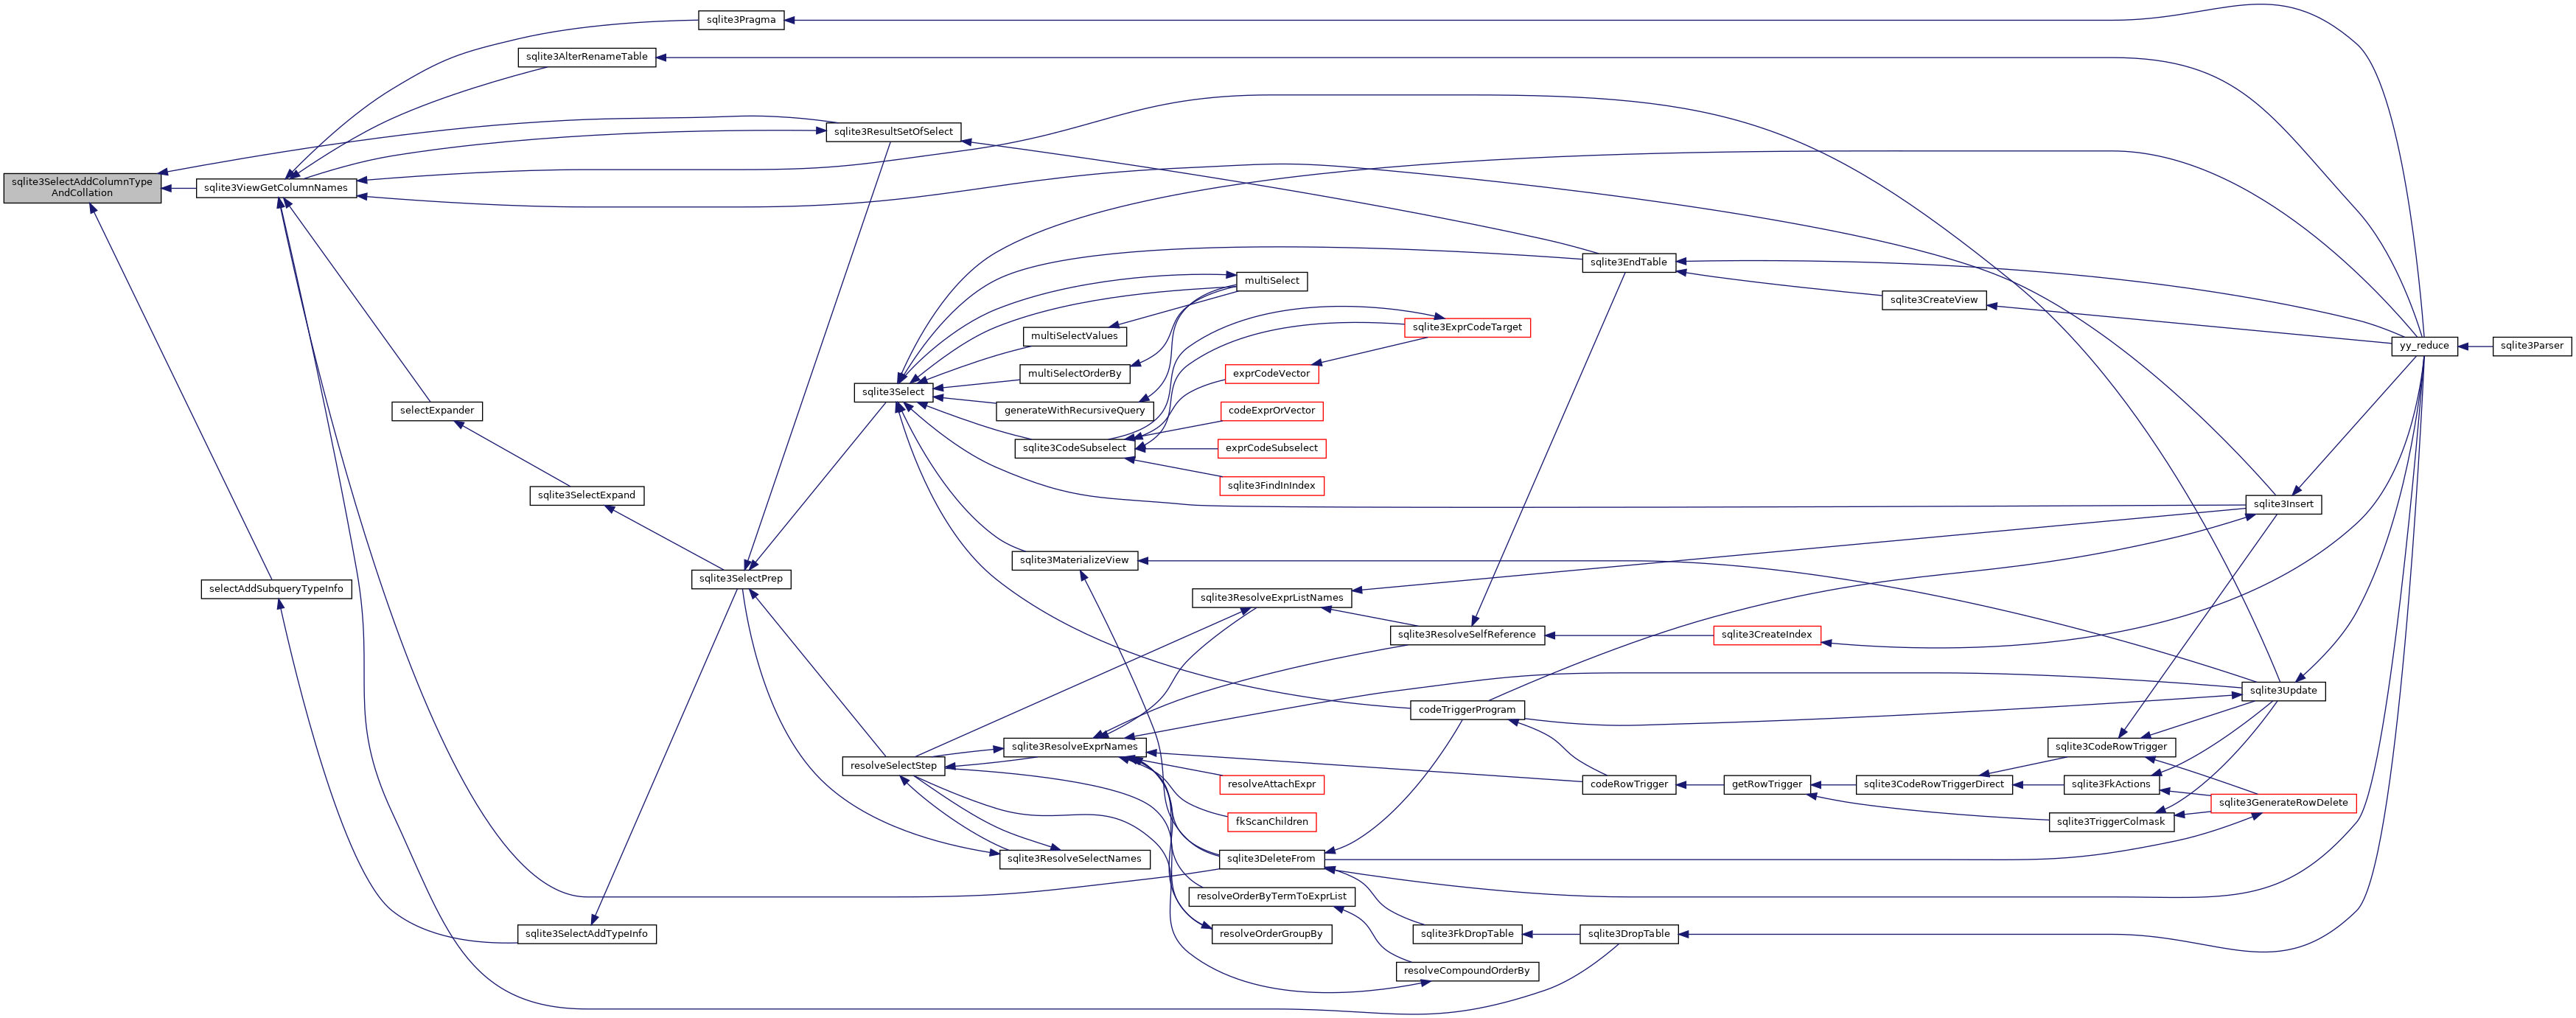 sqlite3Pragma
sqlite3AlterRenameTable
sqlite3ResultSetOfSelect
sqlite3SelectAddColumnType
AndCollation
sqlite3ViewGetColumnNames
sqlite3EndTable
multiSelect
sqlite3CreateView
sqlite3ExprCodeTarget
multiSelectValues
yy_reduce
sqlite3Parser
multiSelectOrderBy
exprCodeVector
sqlite3Select
selectExpander
generateWithRecursiveQuery
codeExprOrVector
sqlite3CodeSubselect
exprCodeSubselect
sqlite3FindInIndex
sqlite3SelectExpand
sqlite3Insert
sqlite3MaterializeView
sqlite3SelectPrep
selectAddSubqueryTypeInfo
sqlite3ResolveExprListNames
sqlite3ResolveSelfReference
sqlite3CreateIndex
sqlite3Update
codeTriggerProgram
sqlite3ResolveExprNames
sqlite3CodeRowTrigger
resolveSelectStep
resolveAttachExpr
codeRowTrigger
getRowTrigger
sqlite3CodeRowTriggerDirect
sqlite3FkActions
sqlite3GenerateRowDelete
fkScanChildren
sqlite3TriggerColmask
sqlite3ResolveSelectNames
sqlite3DeleteFrom
resolveOrderByTermToExprList
sqlite3SelectAddTypeInfo
resolveOrderGroupBy
sqlite3FkDropTable
sqlite3DropTable
resolveCompoundOrderBy